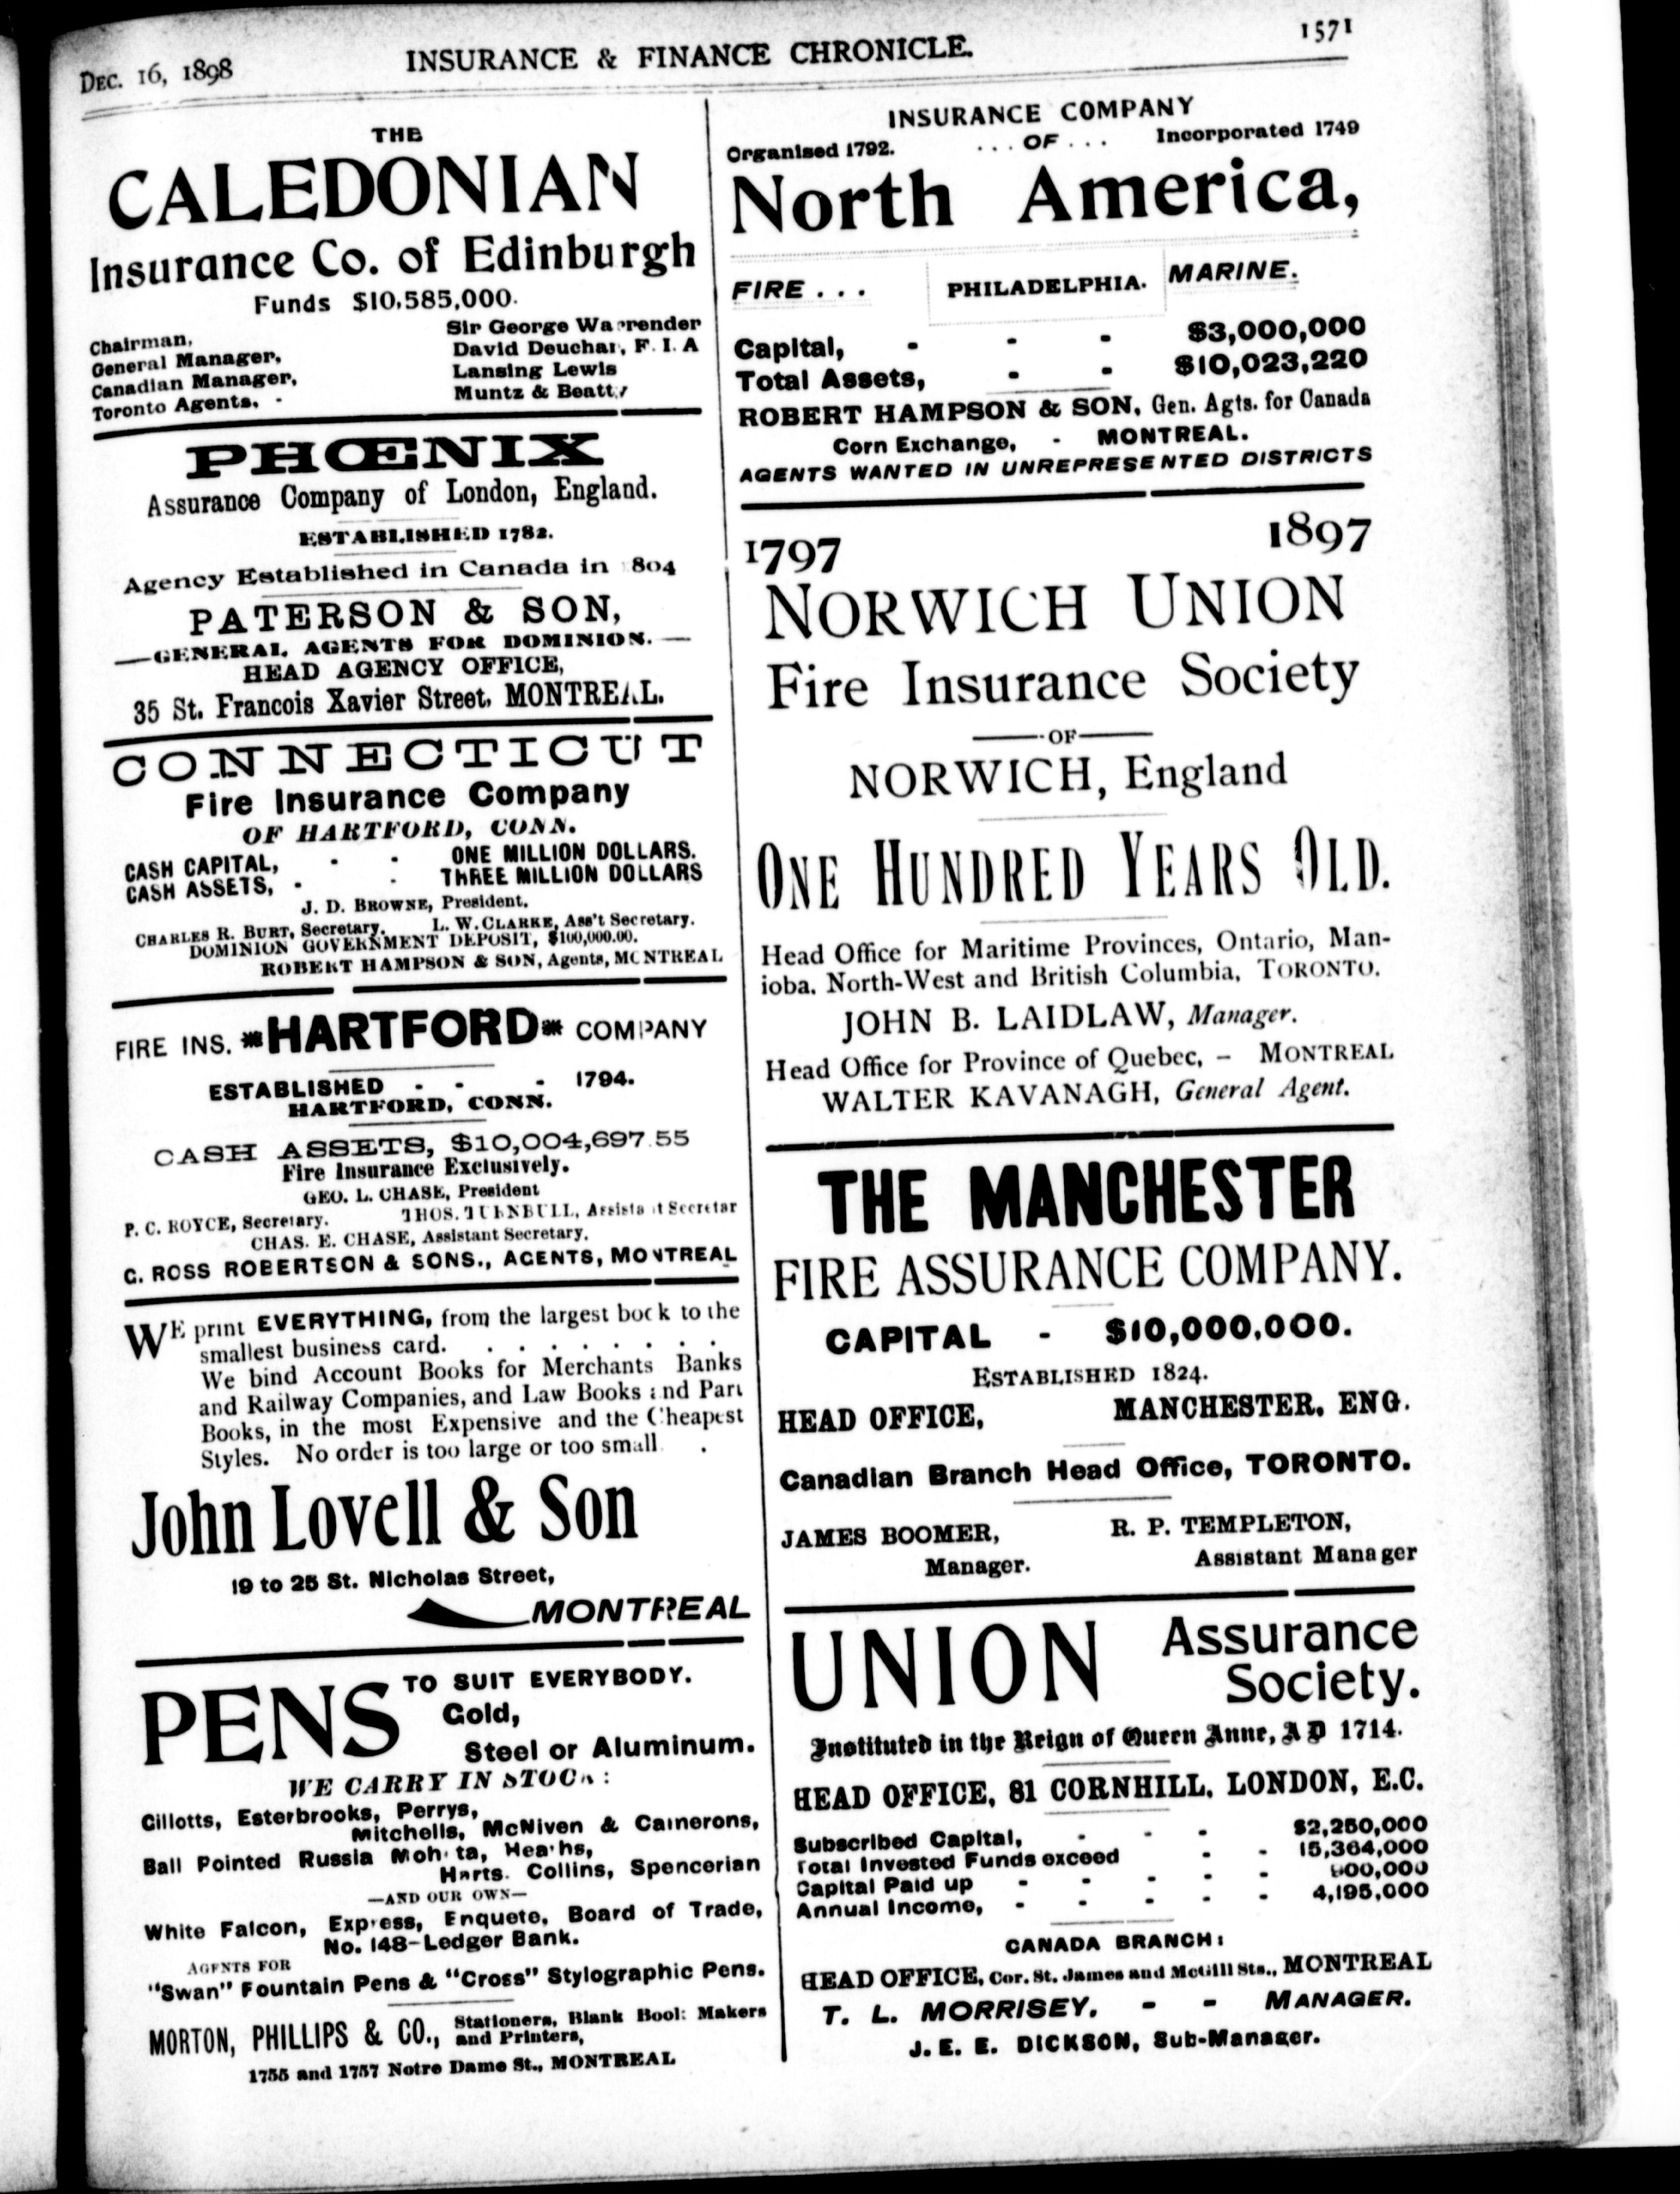 DEC. 16, 1898
INSURANCE & FINANCE CHRONICLE.
1571
THE
CALEDONIAN
Insurance Co. of Edinburgh
Funds $10,585,000.
Chairman, Sir George Warrender
General Manager, David Deuchar, F. I. A
Canadian Manager, Lansing Lewis
Toronto Agents. - Muntz & Beatty
PHŒNIX
Assurance Company of London, England.
ESTABLISHED 1782.
Agency Established in Canada in 804
PATERSON & SON,
—GENERAL AGENTS FOR DOMINION.—
HEAD AGENCY OFFICE,
35 St. Francois Xavier Street, MONTREAL.
CONNECTICUT
Fire Insurance Company
OF HARTFORD, CONN.
CASH CAPITAL, - - ONE MILLION DOLLARS.
CASH ASSETS, - - THREE MILLION DOLLARS
J. D. BROWNE, President.
CHARLES R. BURT, Secretary. L. W. CLARKE, Ass't Secretary.
DOMINION GOVERNMENT DEPOSIT, $100,000.00.
ROBERT HAMPSON & SON, Agents, MONTREAL
FIRE INS. *HARTFORD* COMPANY
ESTABLISHED - - - 1794.
HARTFORD, CONN.
CASH ASSETS, $10,004,697.55
Fire Insurance Exclusively.
GEO. L. CHASE, President
P. C. ROYCE, Secretary. THOS. TURNBULL, Assistant Secretar
CHAS. E. CHASE, Assistant Secretary.
C. ROSS ROBERTSON & SONS., AGENTS, MONTREAL
WE print EVERYTHING, from the largest book to the
smallest business card. . . . . . . .
We bind Account Books for Merchants Banks
and Railway Companies, and Law Books and Part
Books, in the most Expensive and the Cheapest
Styles. No order is too large or too small .
John Lovell & Son
19 to 25 St. Nicholas Street,
MONTREAL
PENS TO SUIT EVERYBODY.
Gold,
Steel or Aluminum.
WE CARRY IN STOCK:
Gillotts, Esterbrooks, Perrys,
Mitchells, McNiven & Camerons,
Ball Pointed Russia Heaths,
Harts. Collins, Spencerian
—AND OUR OWN—
White Falcon, Express, Enquete, Board of Trade,
No. 148-Ledger Bank.
AGENTS FOR
"Swan" Fountain Pens & "Cross" Stylographic Pens.
MORTON, PHILLIPS & CO., Stationers, Blank Book Makers
and Printers,
1755 and 1757 Notre Dame St., MONTREAL
INSURANCE COMPANY
Organised 1792. ... OF ... Incorporated 1749
North America,
FIRE . . . PHILADELPHIA. MARINE.
Capital, - - - $3,000,000
Total Assets, - - $10,023,220
ROBERT HAMPSON & SON, Gen. Agts. for Canada
Corn Exchange, - MONTREAL.
AGENTS WANTED IN UNREPRESENTED DISTRICTS
1797 1897
NORWICH UNION
Fire Insurance Society
—OF—
NORWICH, England
ONE HUNDRED YEARS OLD.
Head Office for Maritime Provinces, Ontario, Man-
ioba. North-West and British Columbia, TORONTO.
JOHN B. LAIDLAW, Manager.
Head Office for Province of Quebec, - MONTREAL
WALTER KAVANAGH, General Agent.
THE MANCHESTER
FIRE ASSURANCE COMPANY.
CAPITAL - $10,000,000.
ESTABLISHED 1824.
HEAD OFFICE, MANCHESTER, ENG.
Canadian Branch Head Office, TORONTO.
JAMES BOOMER, R. P. TEMPLETON,
Manager. Assistant Manager
UNION Assurance
Society.
Instituted in the Reign of Queen Anne, A D 1714.
HEAD OFFICE, 81 CORNHILL, LONDON, E.C.
Subscribed Capital, - - - $2,250,000
Total Invested Funds exceed - - 15,364,000
Capital Paid up - - - - -
Annual Income, - - - - - 4,195,000
CANADA BRANCH:
HEAD OFFICE, Cor. St. James and McGill Sts., MONTREAL
T. L. MORRISEY, - - MANAGER.
J. E. E. DICKSON, Sub-Manager.